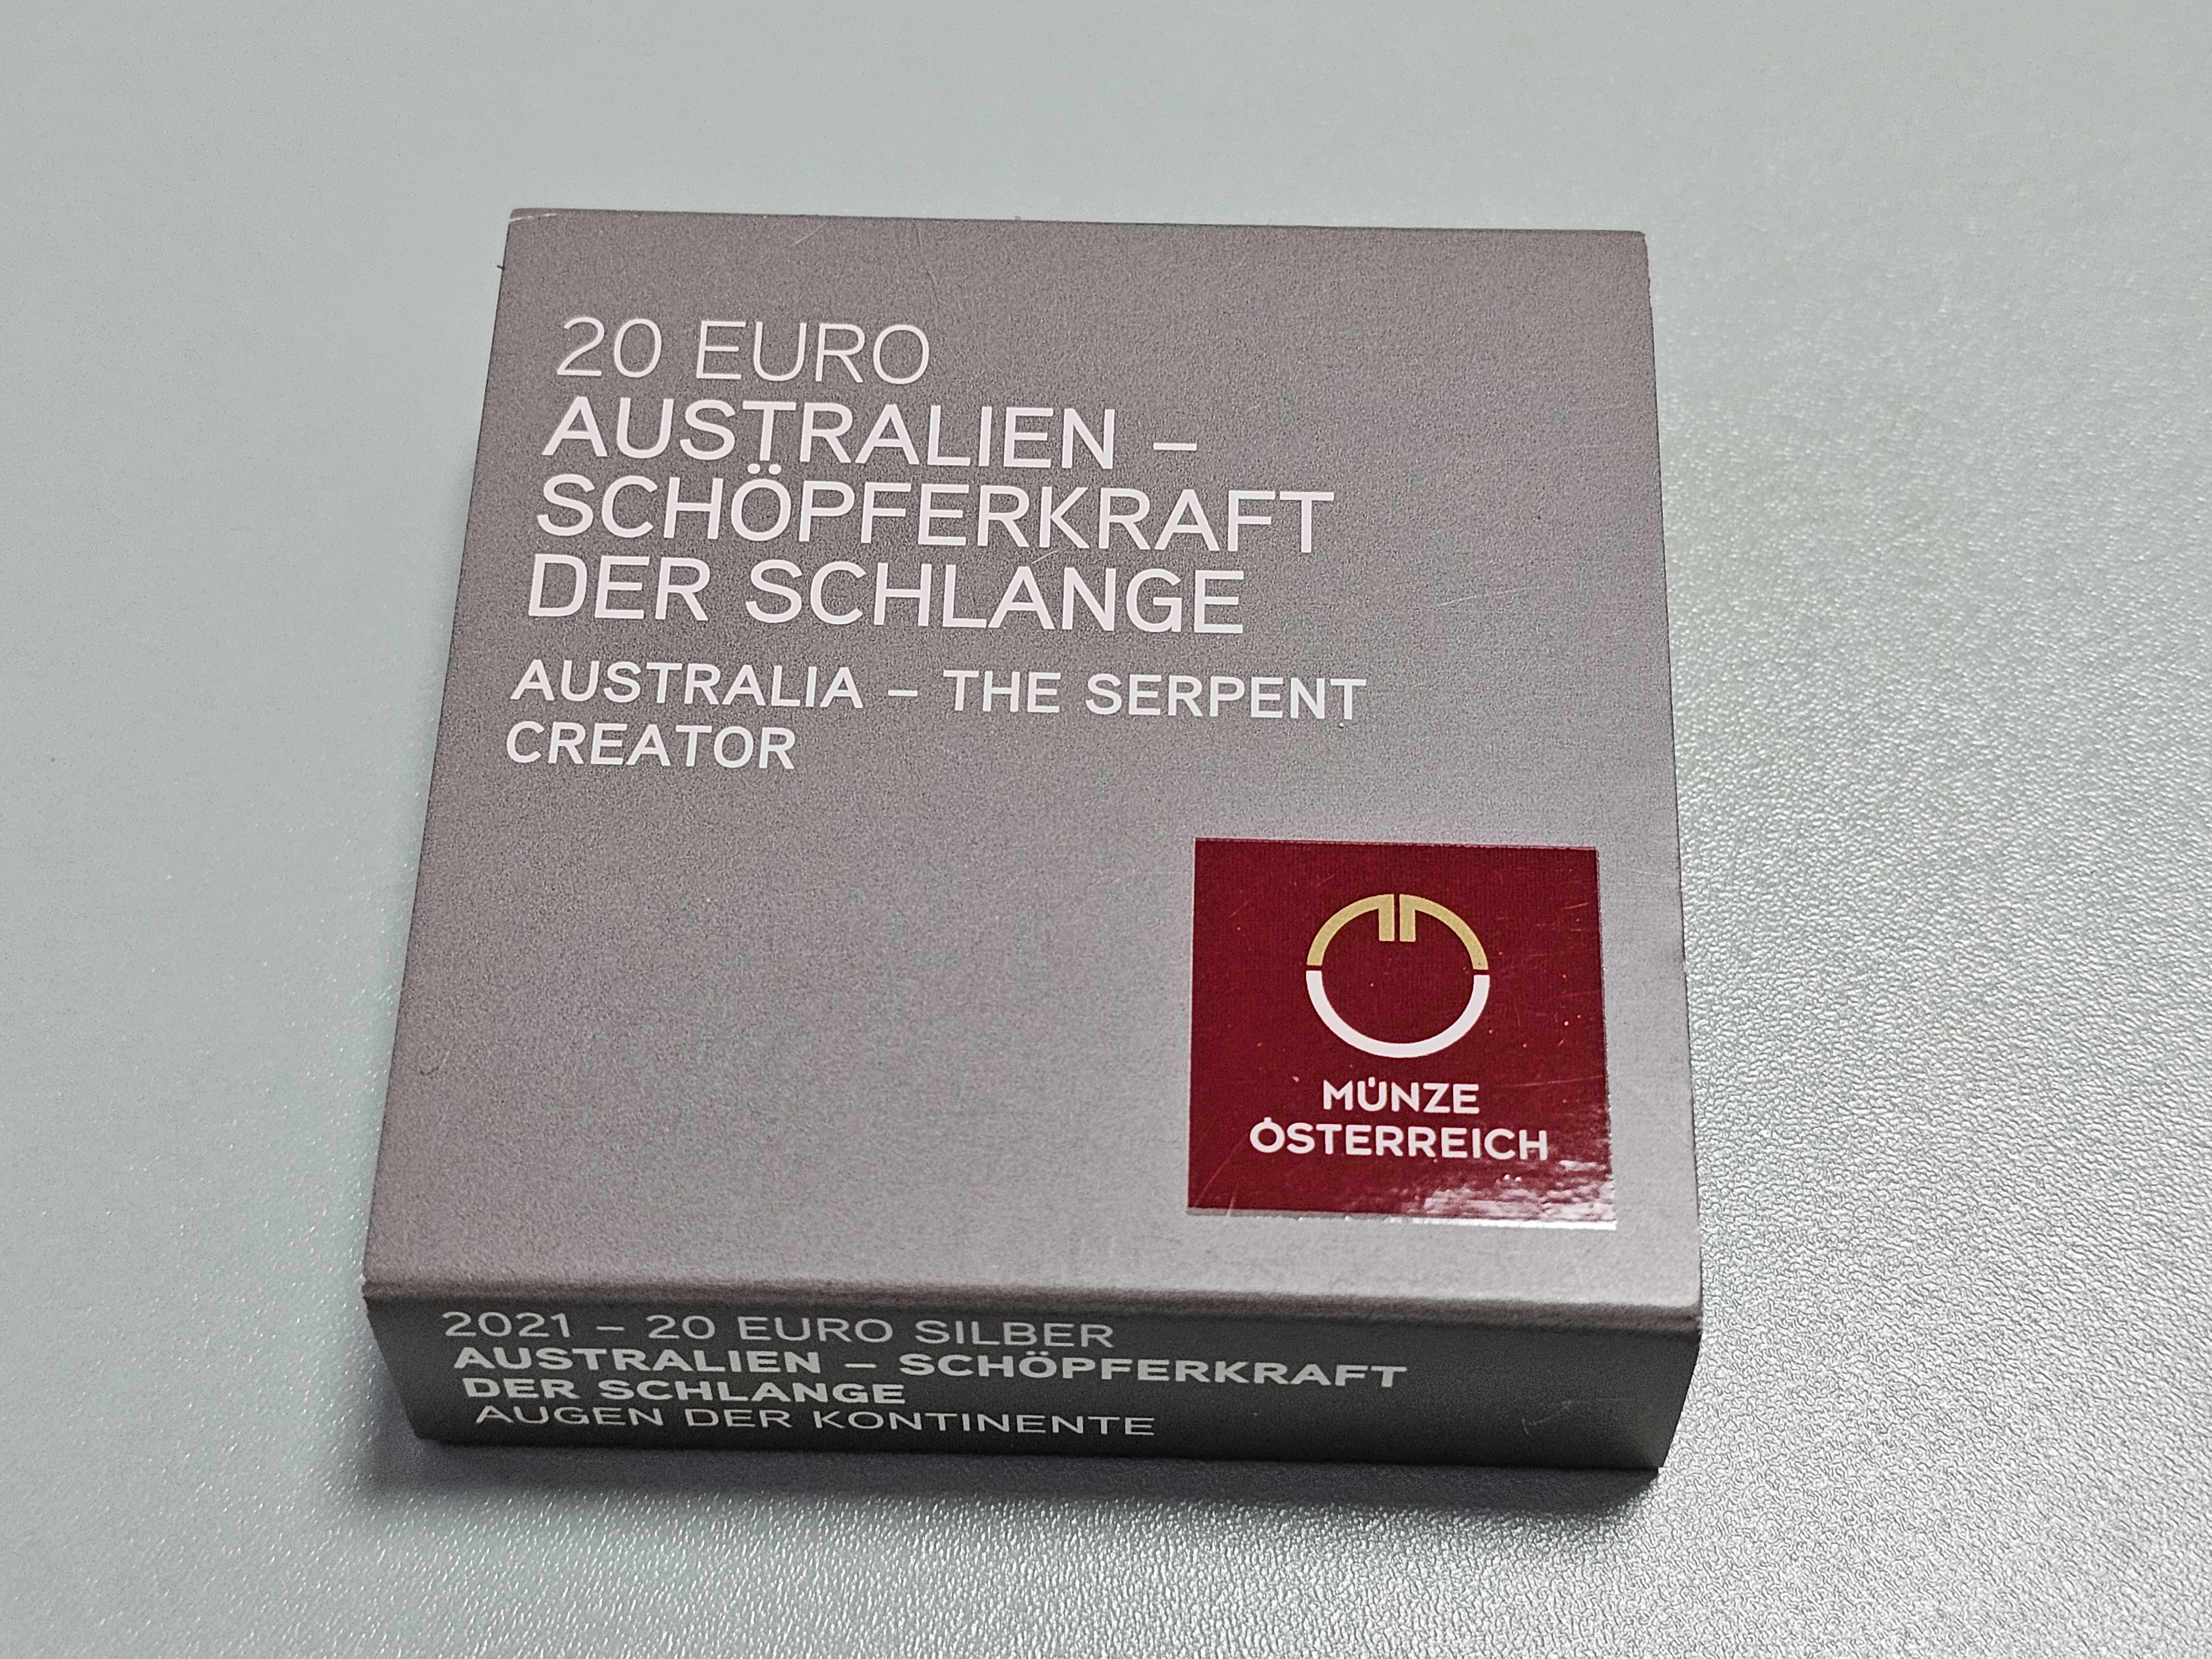 20 EURO
AUSTRALIEN –
SCHÖPFERKRAFT
DER SCHLANGE
AUSTRALIA – THE SERPENT
CREATOR
MÜNZE
ÖSTERREICH
2021 – 20 EURO SILBER
AUSTRALIEN – SCHÖPFERKRAFT
DER SCHLANGE
AUGEN DER KONTINENTE